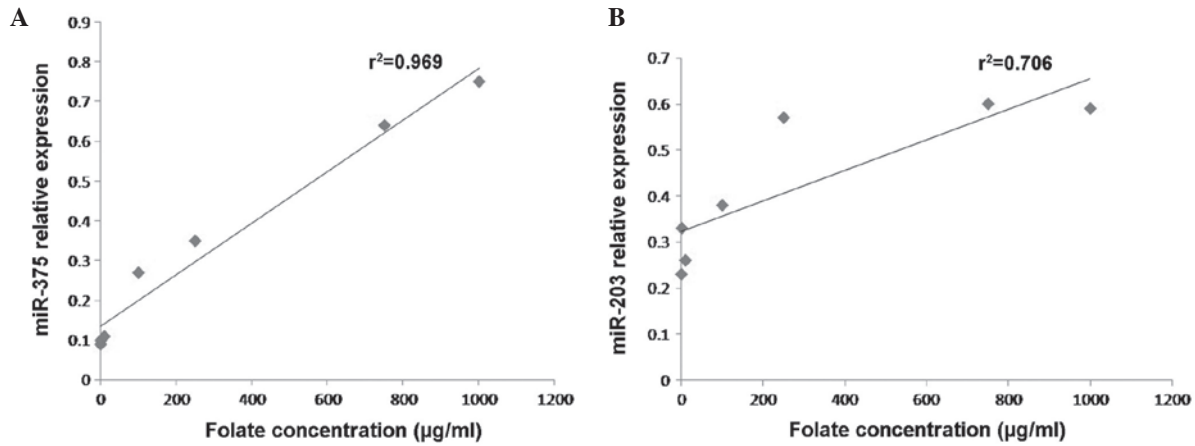 A
0.9
0.8
0.7
0.6
0.5
0.4
0.3
0.2
0.1
0
miR-375 relative expression
r²=0.969
0 200 400 600 800 1000 1200
Folate concentration (µg/ml)
B
0.7
0.6
0.5
0.4
0.3
0.2
0.1
0
miR-203 relative expression
r²=0.706
0 200 400 600 800 1000 1200
Folate concentration (µg/ml)